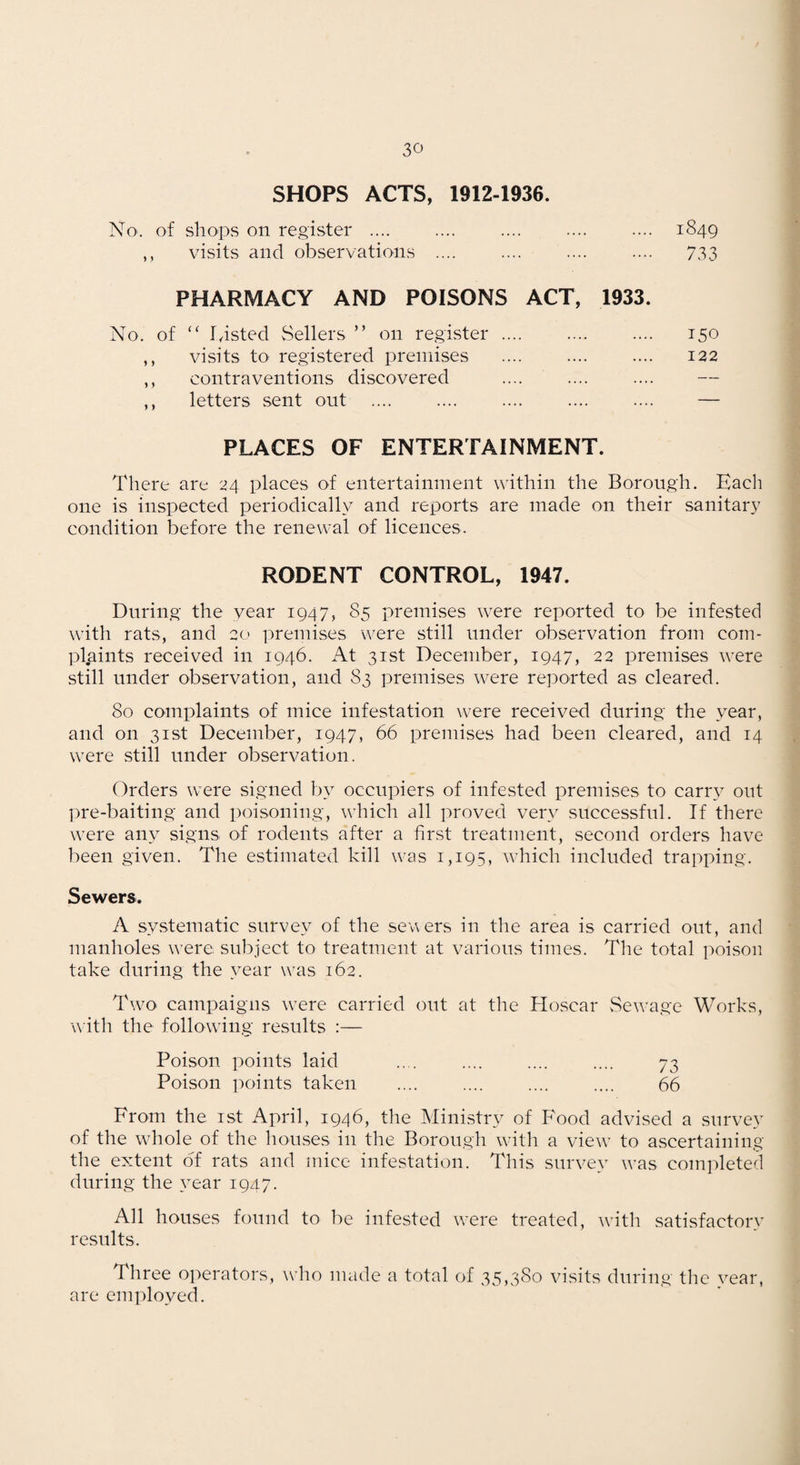 30
SHOPS ACTS, 1912-1936.
No. of shops on register .... .... .... .... .... 1849
,, visits and observations .... .... .... .... 733
PHARMACY AND POISONS ACT, 1933.
No. of “ Listed Sellers ” on register .... .... .... 150
,, visits to registered premises .... .... .... 122
,, contraventions discovered .... .... .... —
,, letters sent out .... .... .... .... .... —
PLACES OF ENTERTAINMENT.
There are 24 places of entertainment within the Borough. Each
one is inspected periodically and reports are made on their sanitary
condition before the renewal of licences.
RODENT CONTROL, 1947.
During the year 1947, 85 premises were reported to be infested
with rats, and 20 premises were still under observation from com-
plaints received in 1946. At 31st December, 1947, 22 premises were
still under observation, and 83 premises were reported as cleared.
80 complaints of mice infestation were received during the year,
and on 31st December, 1947, 66 premises had been cleared, and 14
were still under observation.
Orders were signed by occupiers of infested premises to carry out
pre-baiting and poisoning, which all proved very successful. If there
were any signs of rodents after a first treatment, second orders have
been given. The estimated kill was 1,195, which included trapping.
Sewers.
A systematic survey of the sewers in the area is carried out, and
manholes were subject to treatment at various times. The total poison
take during the year was 162.
Two campaigns were carried out at the Hoscar Sewage Works,
with the following results :—
Poison points laid .... .... .... .... 73
Poison points taken .... .... .... .... 66
From the 1st April, 1946, the Ministry of Food advised a survey
of the whole of the houses in the Borough with a view to ascertaining
the extent of rats and mice infestation. This survey was completed
during the year 1947.
All houses found to be infested were treated, with satisfactory
results.
Three operators, who made a total of 35,380 visits during the year,
are employed.